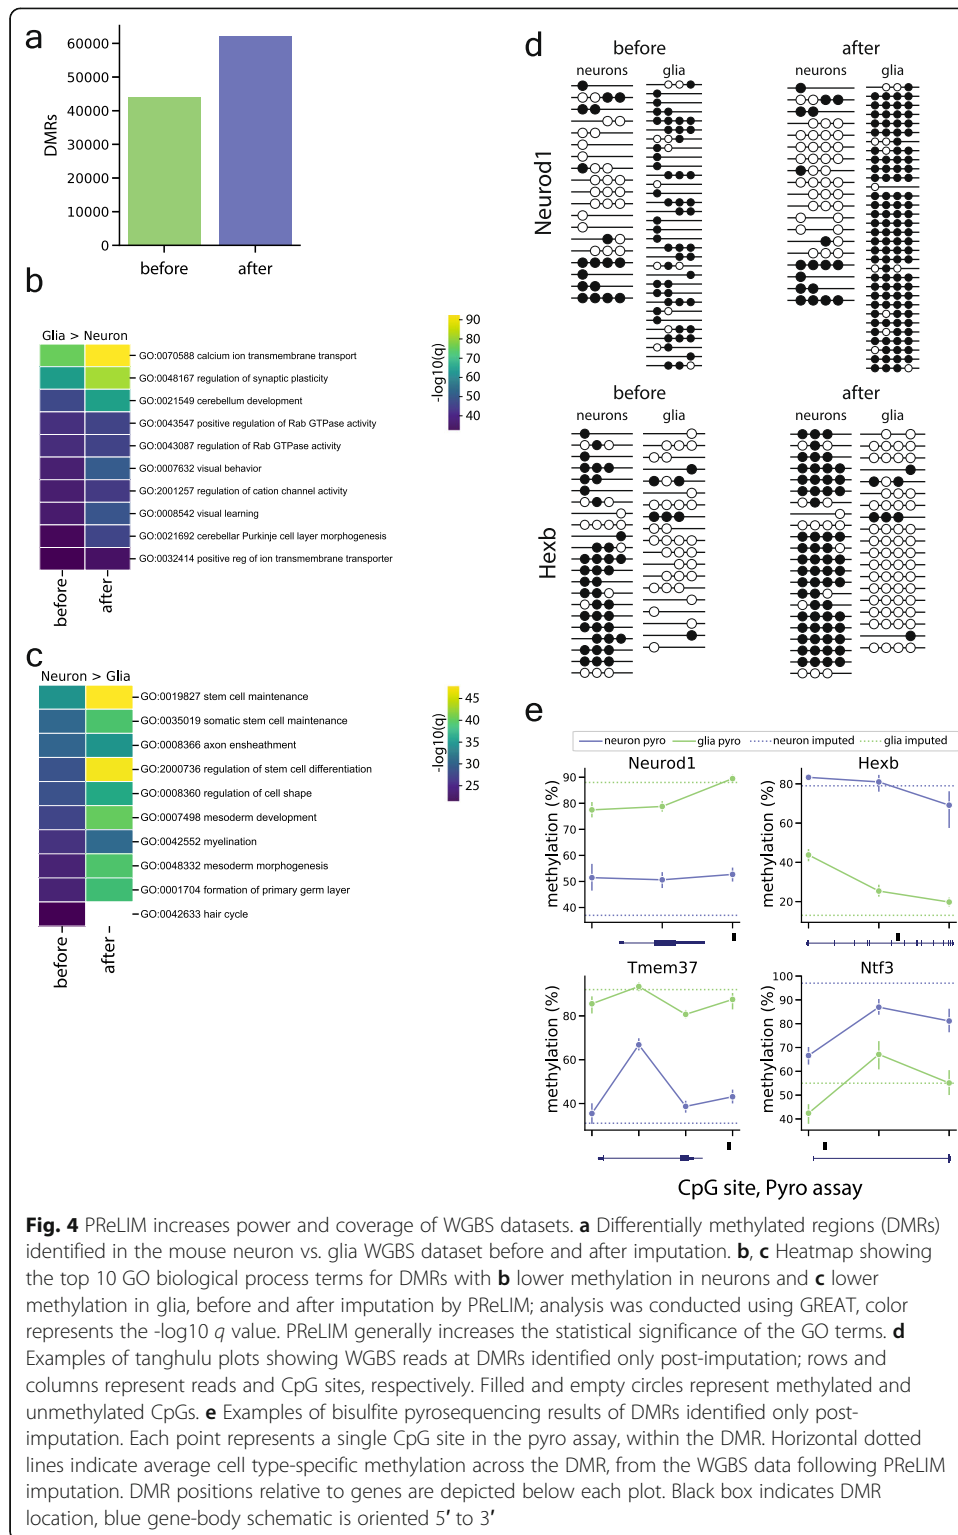 a
60000
50000
40000
30000
20000
10000
0
DMRs
before
after
b
Glia > Neuron
GO:0070588 calcium ion transmembrane transport
GO:0048167 regulation of synaptic plasticity
GO:0021549 cerebellum development
GO:0043547 positive regulation of Rab GTPase activity
GO:0043087 regulation of Rab GTPase activity
GO:0007632 visual behavior
GO:2001257 regulation of cation channel activity
GO:0008542 visual learning
GO:0021692 cerebellar Purkinje cell layer morphogenesis
GO:0032414 positive reg of ion transmembrane transporter
before
after
-log10(q)
90
80
70
60
50
40
c
Neuron > Glia
GO:0019827 stem cell maintenance
GO:0035019 somatic stem cell maintenance
GO:0008366 axon ensheathment
GO:2000736 regulation of stem cell differentiation
GO:0008360 regulation of cell shape
GO:0007498 mesoderm development
GO:0042552 myelination
GO:0048332 mesoderm morphogenesis
GO:0001704 formation of primary germ layer
GO:0042633 hair cycle
before
after
-log10(q)
45
40
35
30
25
d
before
after
neurons
glia
neurons
glia
Neurod1
before
after
neurons
glia
neurons
glia
Hexb
e
neuron pyro
glia pyro
neuron imputed
glia imputed
Neurod1
methylation (%)
90
80
70
60
50
40
Hexb
methylation (%)
80
60
40
20
Tmem37
methylation (%)
80
60
40
Ntf3
methylation (%)
100
90
80
70
60
50
40
CpG site, Pyro assay
Fig. 4 PReLIM increases power and coverage of WGBS datasets. a Differentially methylated regions (DMRs)
identified in the mouse neuron vs. glia WGBS dataset before and after imputation. b, c Heatmap showing
the top 10 GO biological process terms for DMRs with b lower methylation in neurons and c lower
methylation in glia, before and after imputation by PReLIM; analysis was conducted using GREAT, color
represents the -log10 q value. PReLIM generally increases the statistical significance of the GO terms. d
Examples of tanghulu plots showing WGBS reads at DMRs identified only post-imputation; rows and
columns represent reads and CpG sites, respectively. Filled and empty circles represent methylated and
unmethylated CpGs. e Examples of bisulfite pyrosequencing results of DMRs identified only post-
imputation. Each point represents a single CpG site in the pyro assay, within the DMR. Horizontal dotted
lines indicate average cell type-specific methylation across the DMR, from the WGBS data following PReLIM
imputation. DMR positions relative to genes are depicted below each plot. Black box indicates DMR
location, blue gene-body schematic is oriented 5′ to 3′